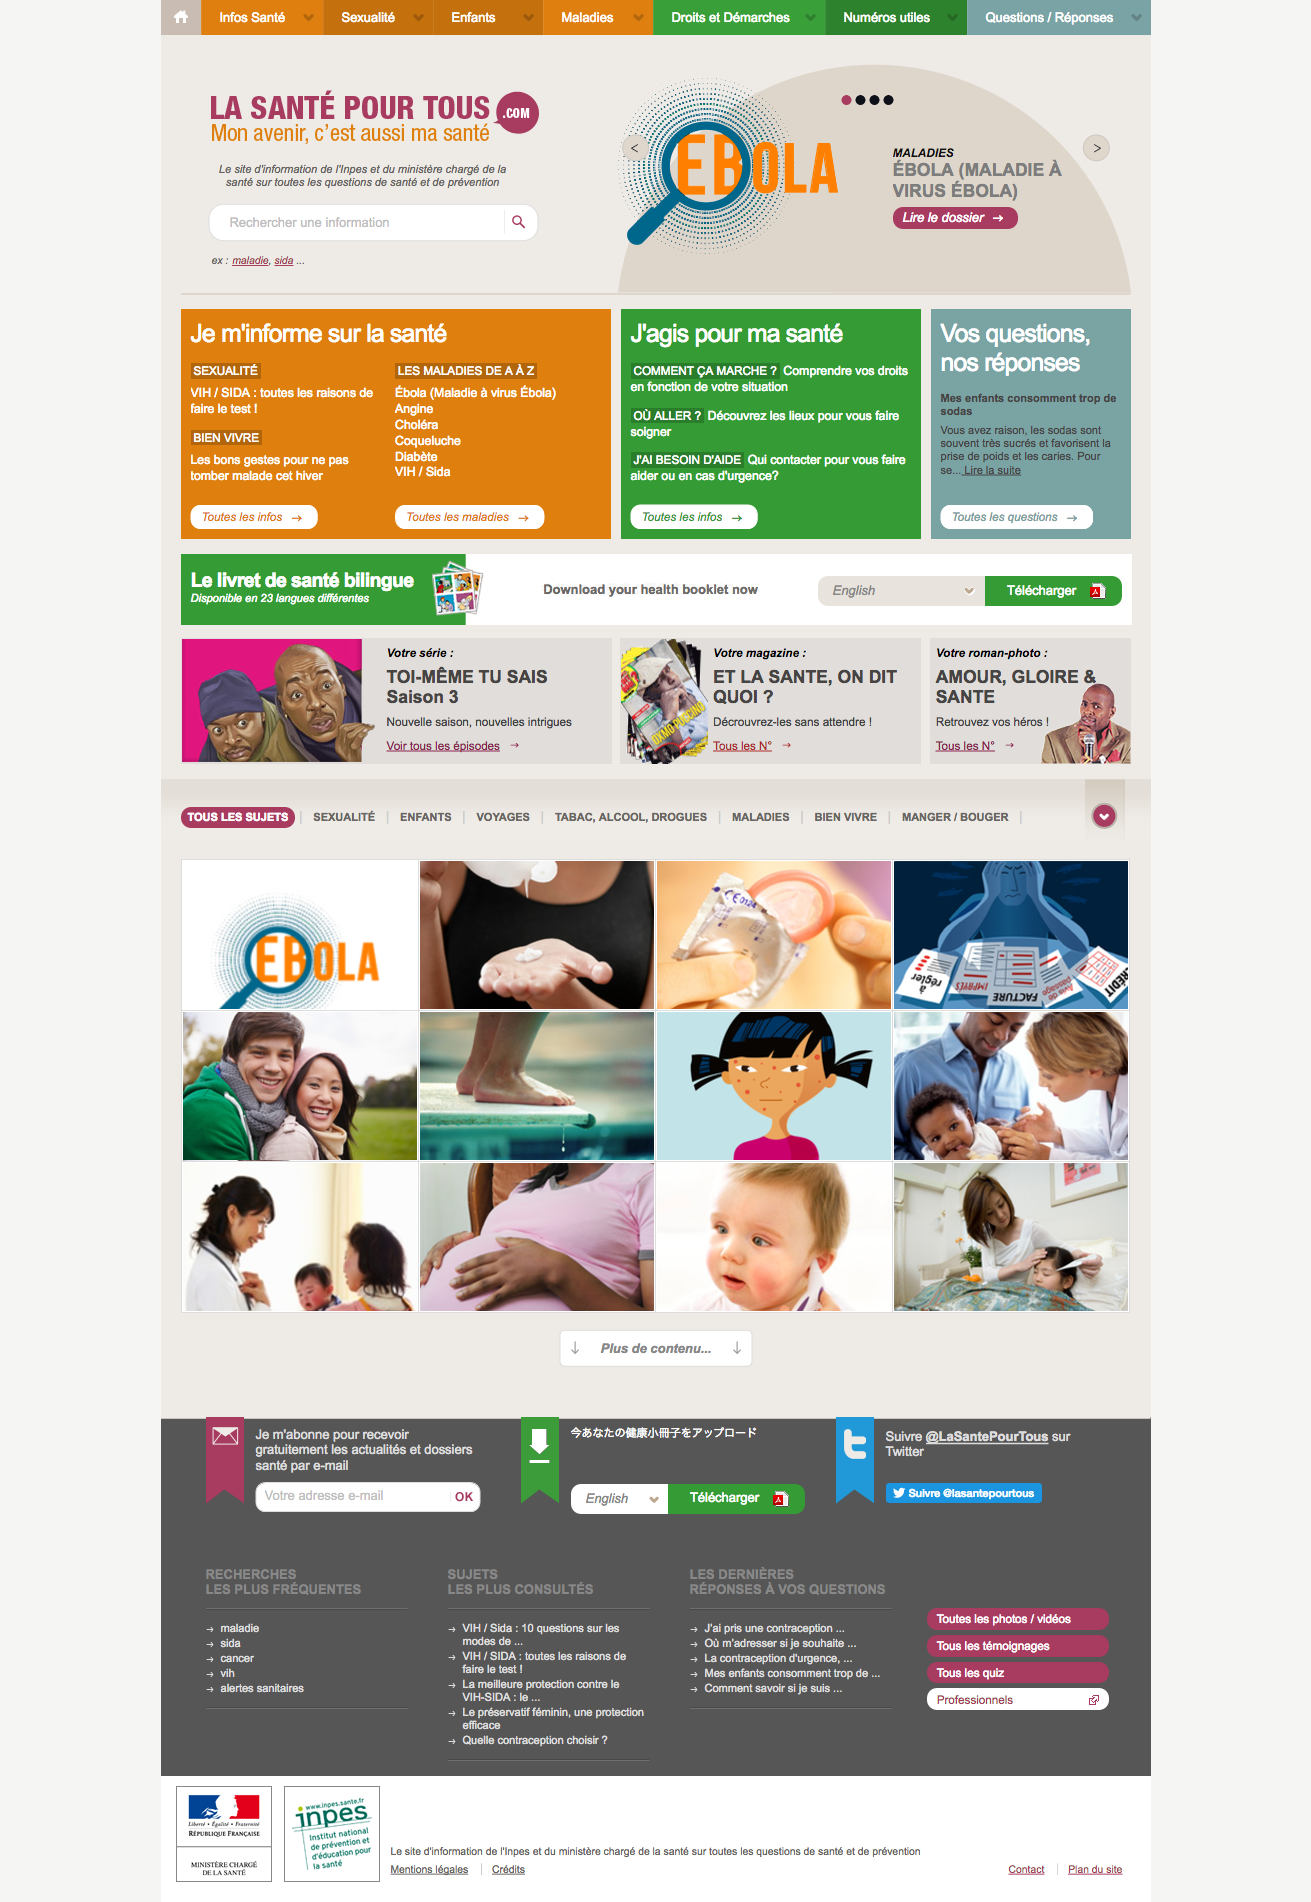 Infos Santé
Sexualité
Enfants
Maladies
Droits et Démarches
Numéros utiles
Questions / Réponses
LA SANTÉ POUR TOUS .COM
Mon avenir, c'est aussi ma santé
Le site d'information de l'Inpes et du ministère chargé de la
santé sur toutes les questions de santé et de prévention
Rechercher une information
ex : maladie, sida ...
EBOLA
<
>
MALADIES
ÉBOLA (MALADIE À
VIRUS ÉBOLA)
Lire le dossier →
Je m'informe sur la santé
SEXUALITÉ
VIH / SIDA : toutes les raisons de
faire le test !
BIEN VIVRE
Les bons gestes pour ne pas
tomber malade cet hiver
Toutes les infos →
LES MALADIES DE A À Z
Ébola (Maladie à virus Ébola)
Angine
Choléra
Coqueluche
Diabète
VIH / Sida
Toutes les maladies →
J'agis pour ma santé
COMMENT ÇA MARCHE ? Comprendre vos droits
en fonction de votre situation
OÙ ALLER ? Découvrez les lieux pour vous faire
soigner
J'AI BESOIN D'AIDE Qui contacter pour vous faire
aider ou en cas d'urgence?
Toutes les infos →
Vos questions,
nos réponses
Mes enfants consomment trop de
sodas
Vous avez raison, les sodas sont
souvent très sucrés et favorisent la
prise de poids et les caries. Pour
se... Lire la suite
Toutes les questions →
Le livret de santé bilingue
Disponible en 23 langues différentes
Download your health booklet now
English
Télécharger
Votre série :
TOI-MÊME TU SAIS
Saison 3
Nouvelle saison, nouvelles intrigues
Voir tous les épisodes →
Votre magazine :
ET LA SANTE, ON DIT
QUOI ?
Découvrez-les sans attendre !
Tous les N° →
Votre roman-photo :
AMOUR, GLOIRE &
SANTE
Retrouvez vos héros !
Tous les N° →
TOUS LES SUJETS
SEXUALITÉ
ENFANTS
VOYAGES
TABAC, ALCOOL, DROGUES
MALADIES
BIEN VIVRE
MANGER / BOUGER
EBOLA
CE 0124
à régler
IMPAYÉS
FACTURE
CRÉDIT
↓ Plus de contenu... ↓
Je m'abonne pour recevoir
gratuitement les actualités et dossiers
santé par e-mail
Votre adresse e-mail
OK
今あなたの健康小冊子をアップロード
English
Télécharger
Suivre @LaSantePourTous sur
Twitter
Suivre @lasantepourtous
RECHERCHES
LES PLUS FRÉQUENTES
→ maladie
→ sida
→ cancer
→ vih
→ alertes sanitaires
SUJETS
LES PLUS CONSULTÉS
→ VIH / Sida : 10 questions sur les
modes de ...
→ VIH / SIDA : toutes les raisons de
faire le test !
→ La meilleure protection contre le
VIH-SIDA : le ...
→ Le préservatif féminin, une protection
efficace
→ Quelle contraception choisir ?
LES DERNIÈRES
RÉPONSES À VOS QUESTIONS
→ J'ai pris une contraception ...
→ Où m'adresser si je souhaite ...
→ La contraception d'urgence, ...
→ Mes enfants consomment trop de ...
→ Comment savoir si je suis ...
Toutes les photos / vidéos
Tous les témoignages
Tous les quiz
Professionnels
Liberté • Égalité • Fraternité
RÉPUBLIQUE FRANÇAISE
MINISTÈRE CHARGÉ
DE LA SANTÉ
www.inpes.sante.fr
inpes
Institut national
de prévention et
d'éducation pour
la santé
Le site d'information de l'Inpes et du ministère chargé de la santé sur toutes les questions de santé et de prévention
Mentions légales
Crédits
Contact
Plan du site